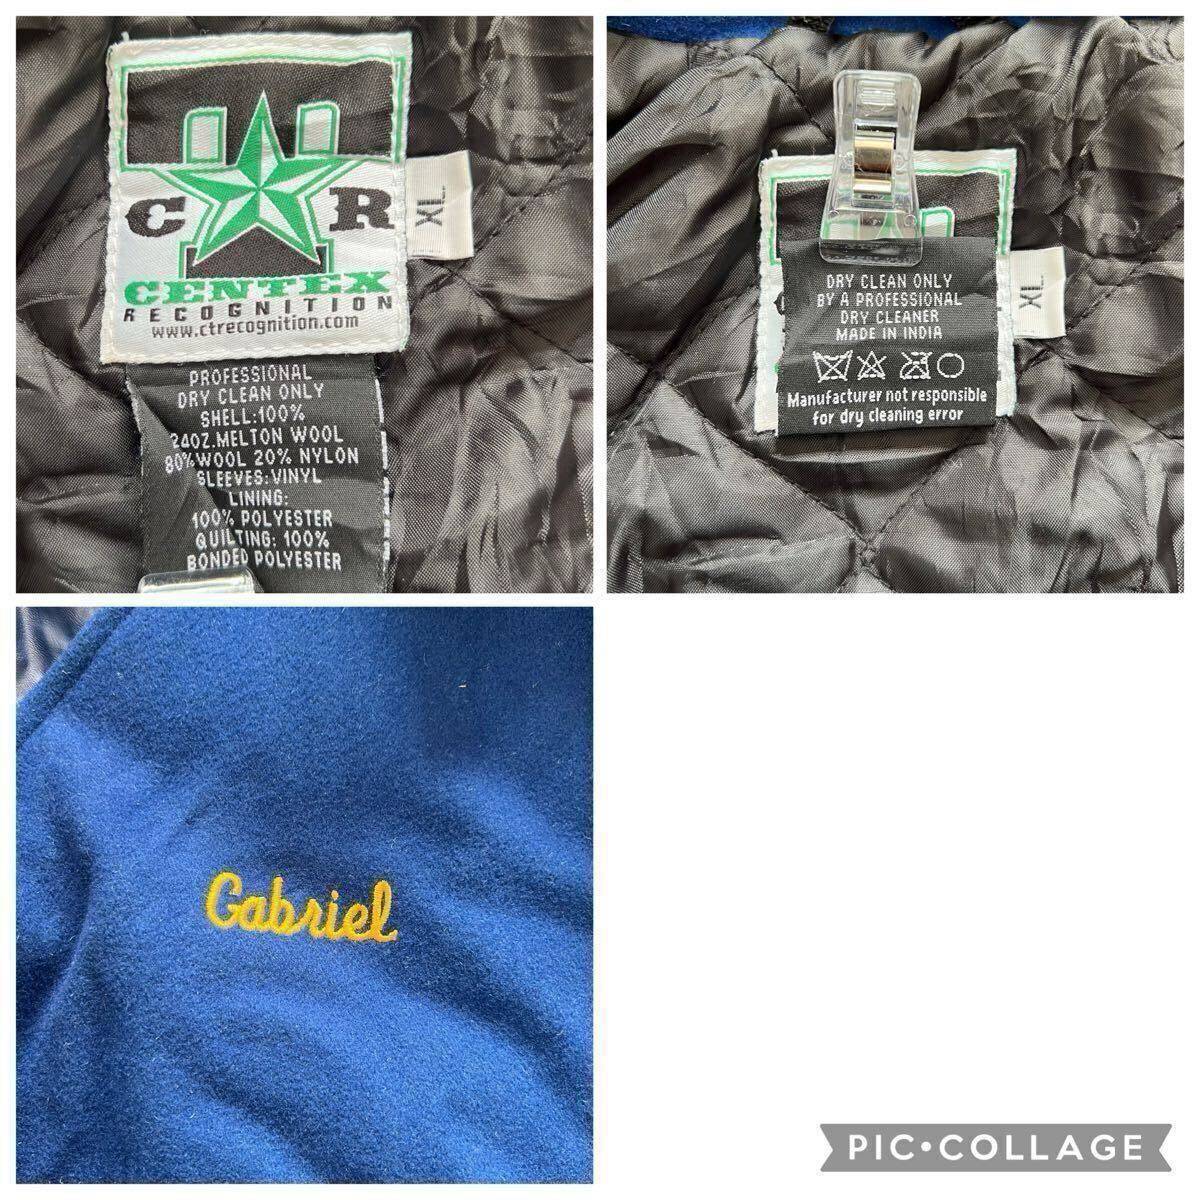 C R
XL
CENTEX
RECOGNITION
www.ctrecognition.com
PROFESSIONAL
DRY CLEAN ONLY
SHELL:100%
24OZ.MELTON WOOL
80%WOOL 20% NYLON
SLEEVES:VINYL
LINING:
100% POLYESTER
QUILTING: 100%
BONDED POLYESTER
DRY CLEAN ONLY
BY A PROFESSIONAL
DRY CLEANER
MADE IN INDIA
XL
Manufacturer not responsible
for dry cleaning error
Gabriel
PIC•COLLAGE